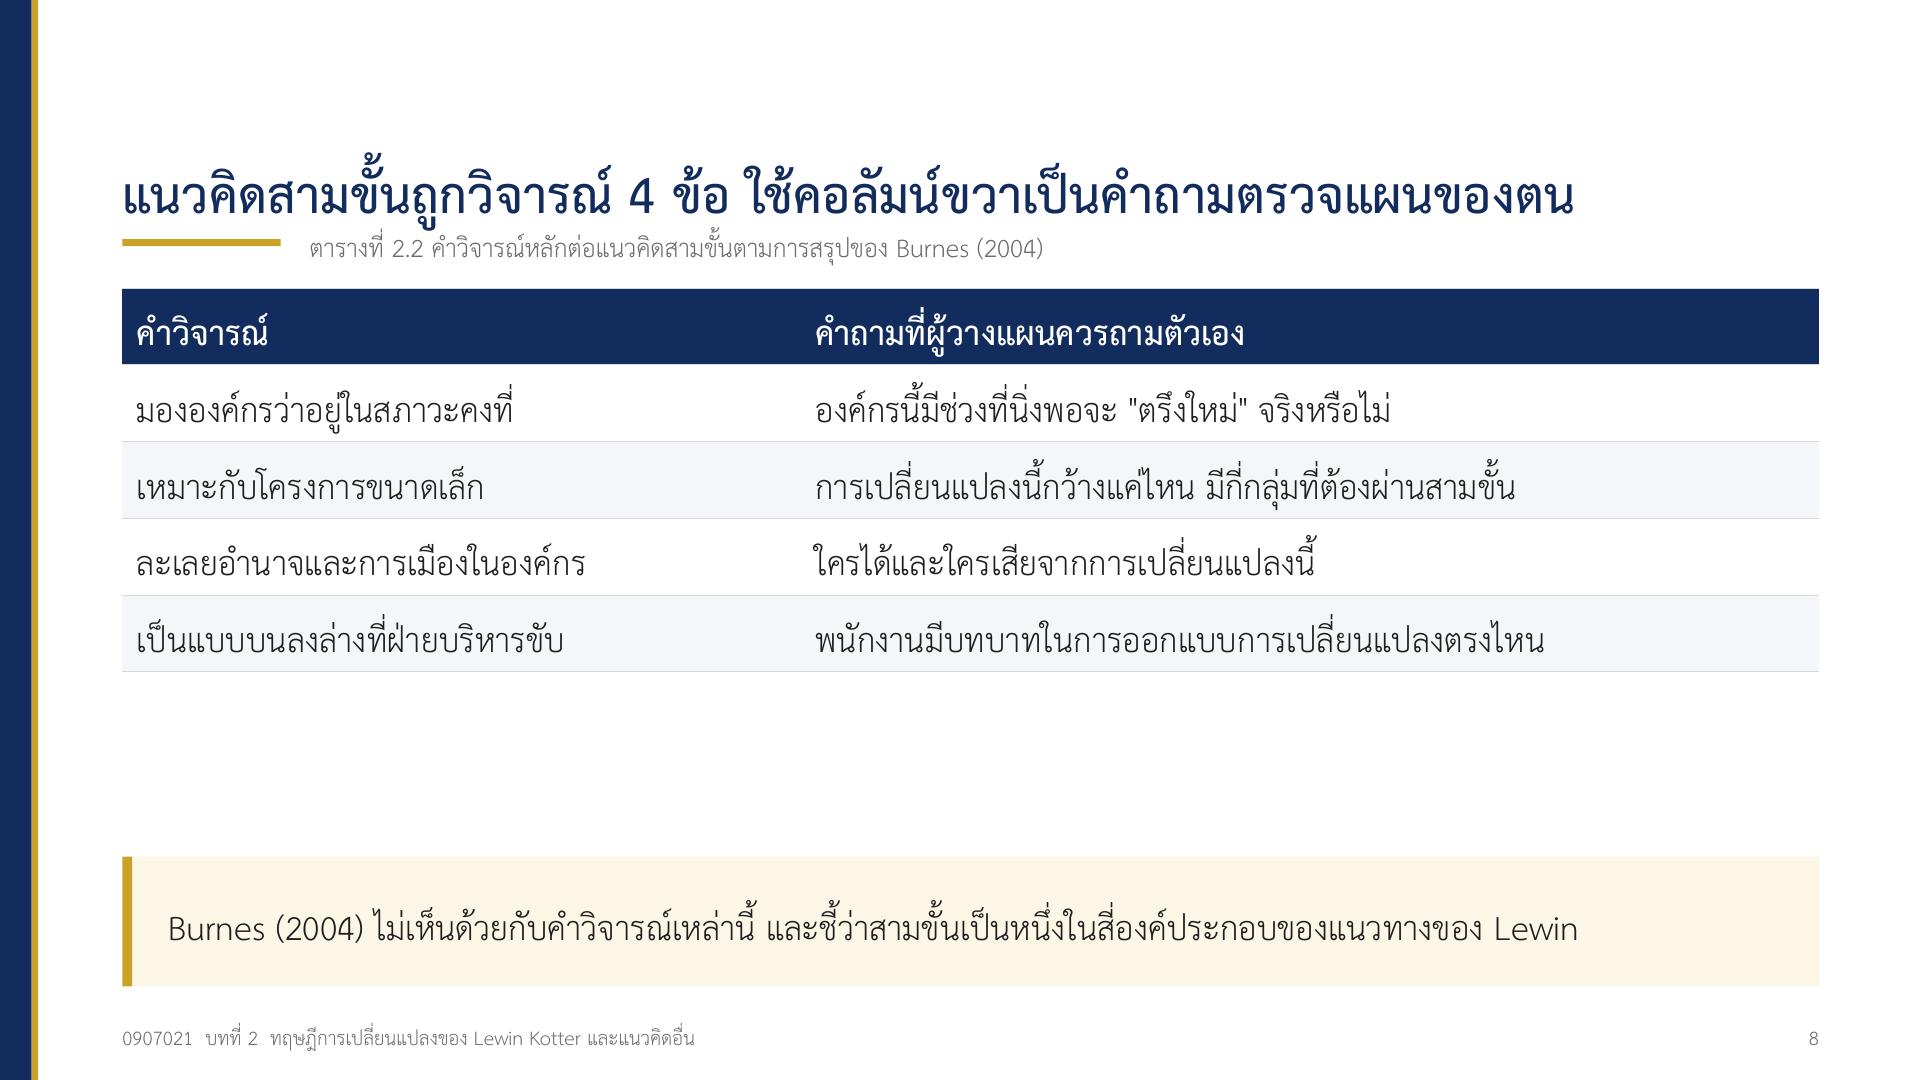 แนวคิดสามขั้นถูกวิจารณ์ 4 ข้อ ใช้คอลัมน์ขวาเป็นคำถามตรวจแผนของตน
ตารางที่ 2.2 คำวิจารณ์หลักต่อแนวคิดสามขั้นตามการสรุปของ Burnes (2004)
คำวิจารณ์ คำถามที่ผู้วางแผนควรถามตัวเอง
มององค์กรว่าอยู่ในสภาวะคงที่ องค์กรนี้มีช่วงที่นิ่งพอจะ "ตรึงใหม่" จริงหรือไม่
เหมาะกับโครงการขนาดเล็ก การเปลี่ยนแปลงนี้กว้างแค่ไหน มีกี่กลุ่มที่ต้องผ่านสามขั้น
ละเลยอำนาจและการเมืองในองค์กร ใครได้และใครเสียจากการเปลี่ยนแปลงนี้
เป็นแบบบนลงล่างที่ฝ่ายบริหารขับ พนักงานมีบทบาทในการออกแบบการเปลี่ยนแปลงตรงไหน
Burnes (2004) ไม่เห็นด้วยกับคำวิจารณ์เหล่านี้ และชี้ว่าสามขั้นเป็นหนึ่งในสี่องค์ประกอบของแนวทางของ Lewin
0907021 บทที่ 2 ทฤษฎีการเปลี่ยนแปลงของ Lewin Kotter และแนวคิดอื่น 8